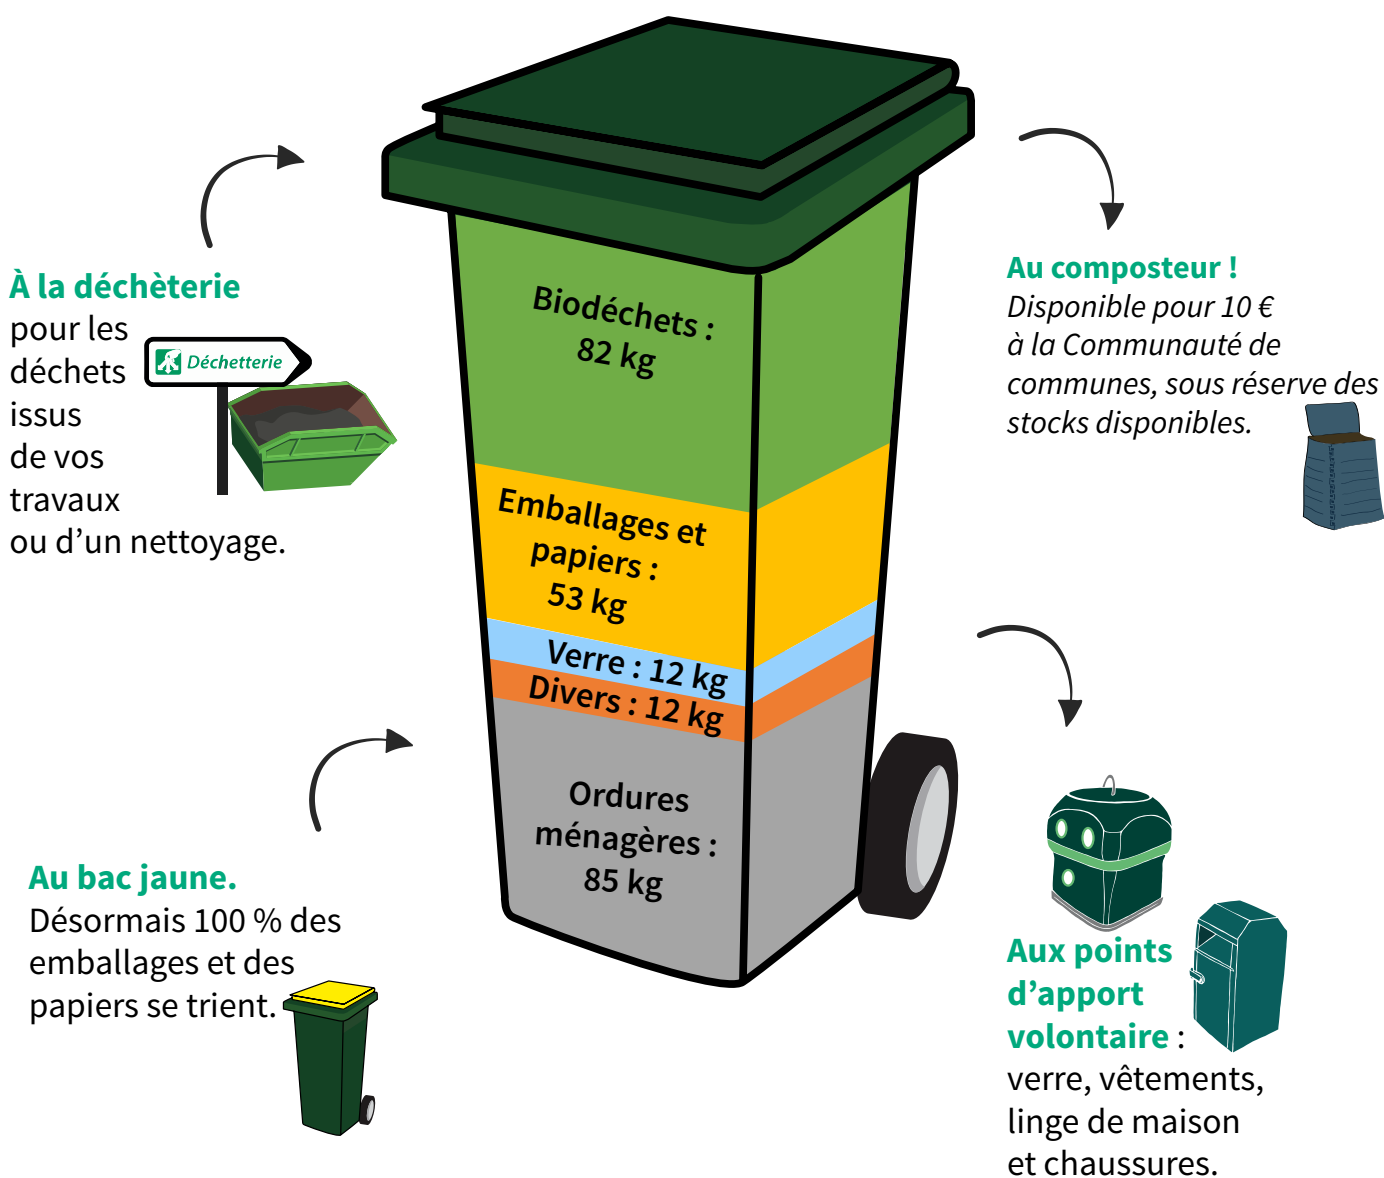 À la déchèterie
pour les
déchets
issus
de vos
travaux
ou d’un nettoyage.
Déchetterie
Biodéchets :
82 kg
Emballages et
papiers :
53 kg
Verre : 12 kg
Divers : 12 kg
Ordures
ménagères :
85 kg
Au composteur !
Disponible pour 10 €
à la Communauté de
communes, sous réserve des
stocks disponibles.
Au bac jaune.
Désormais 100 % des
emballages et des
papiers se trient.
Aux points
d’apport
volontaire :
verre, vêtements,
linge de maison
et chaussures.